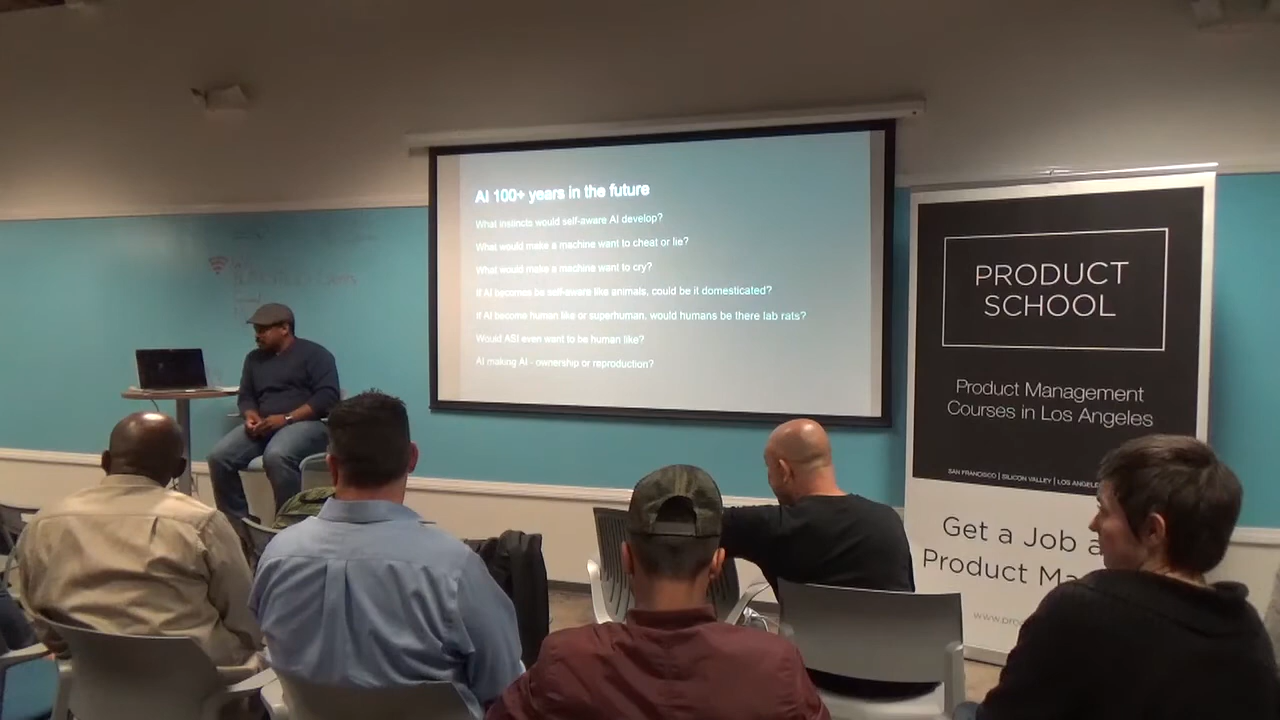 AI 100+ years in the future
What instincts would self-aware AI develop?
What would make a machine want to cheat or lie?
What would make a machine want to cry?
If AI becomes be self-aware like animals, could be it domesticated?
If AI become human like or superhuman, would humans be there lab rats?
Would ASI even want to be human like?
AI making AI - ownership or reproduction?
PRODUCT
SCHOOL
Product Management
Courses in Los Angeles
SAN FRANCISCO | SILICON VALLEY | LOS ANGELE
Get a Job a
Product Ma
www.pro